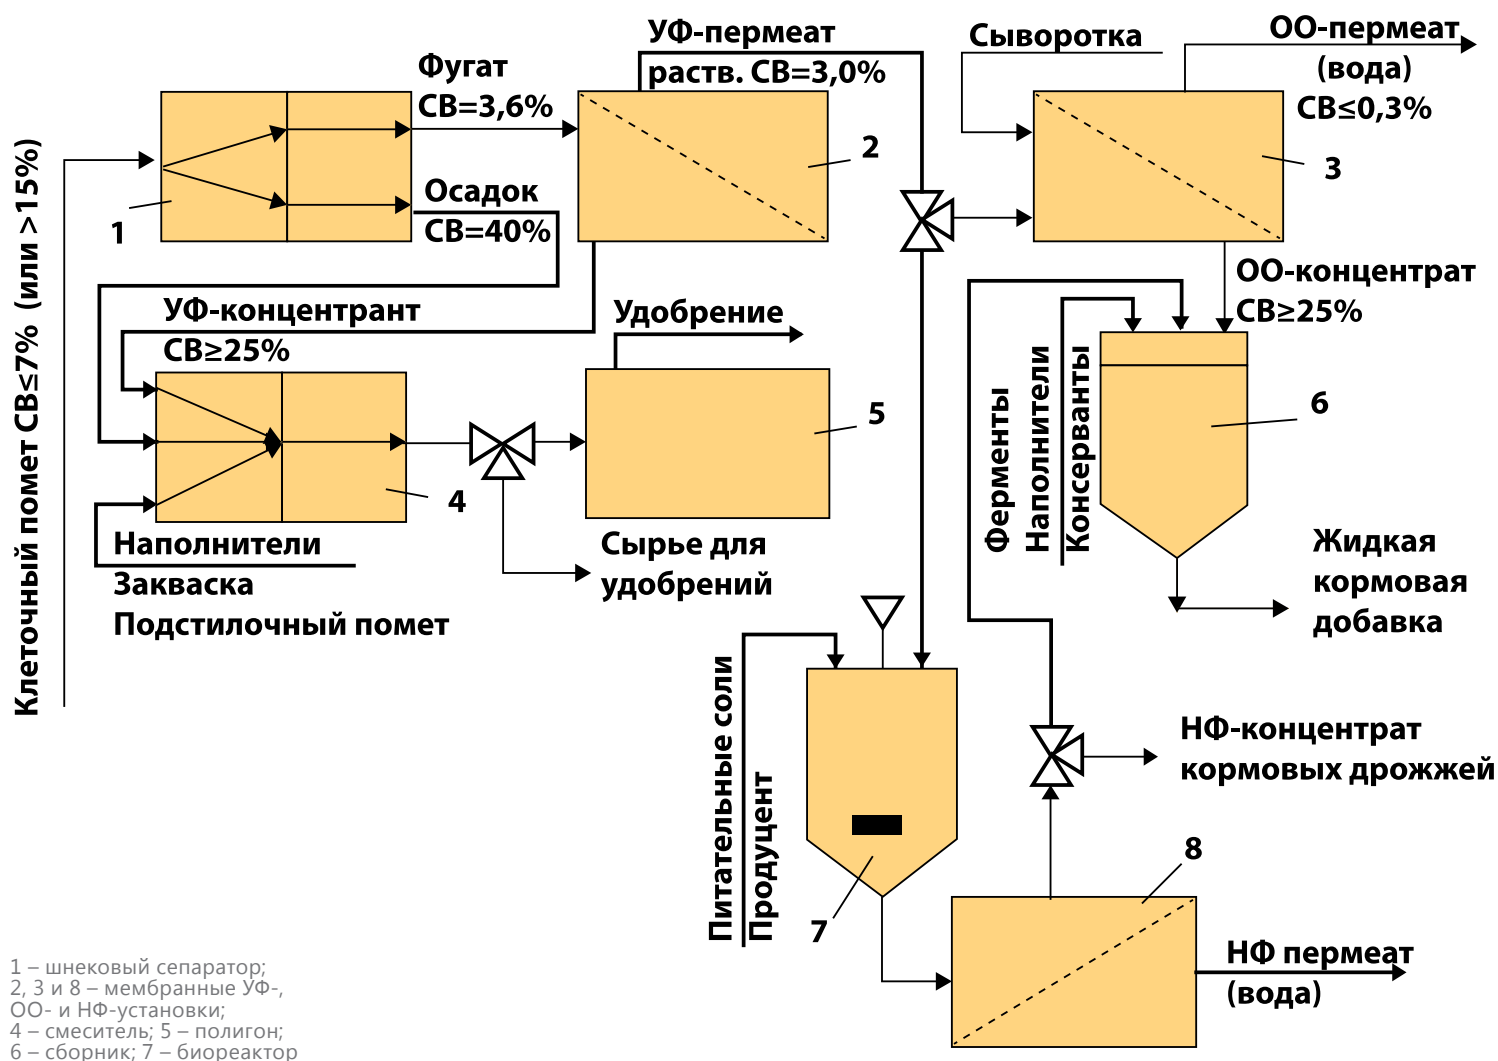 Клеточный помет СВ≤7% (или >15%)
Фугат
СВ=3,6%
Осадок
СВ=40%
1
УФ-пермеат
раств. СВ=3,0%
2
Сыворотка
ОО-пермеат
(вода)
СВ≤0,3%
3
ОО-концентрат
СВ≥25%
УФ-концентрант
СВ≥25%
Удобрение
4
5
Наполнители
Закваска
Подстилочный помет
Сырье для
удобрений
Ферменты
Наполнители
Консерванты
6
Жидкая
кормовая
добавка
Питательные соли
Продуцент
7
НФ-концентрат
кормовых дрожжей
8
НФ пермеат
(вода)
1 – шнековый сепаратор;
2, 3 и 8 – мембранные УФ-,
ОО- и НФ-установки;
4 – смеситель; 5 – полигон;
6 – сборник; 7 – биореактор